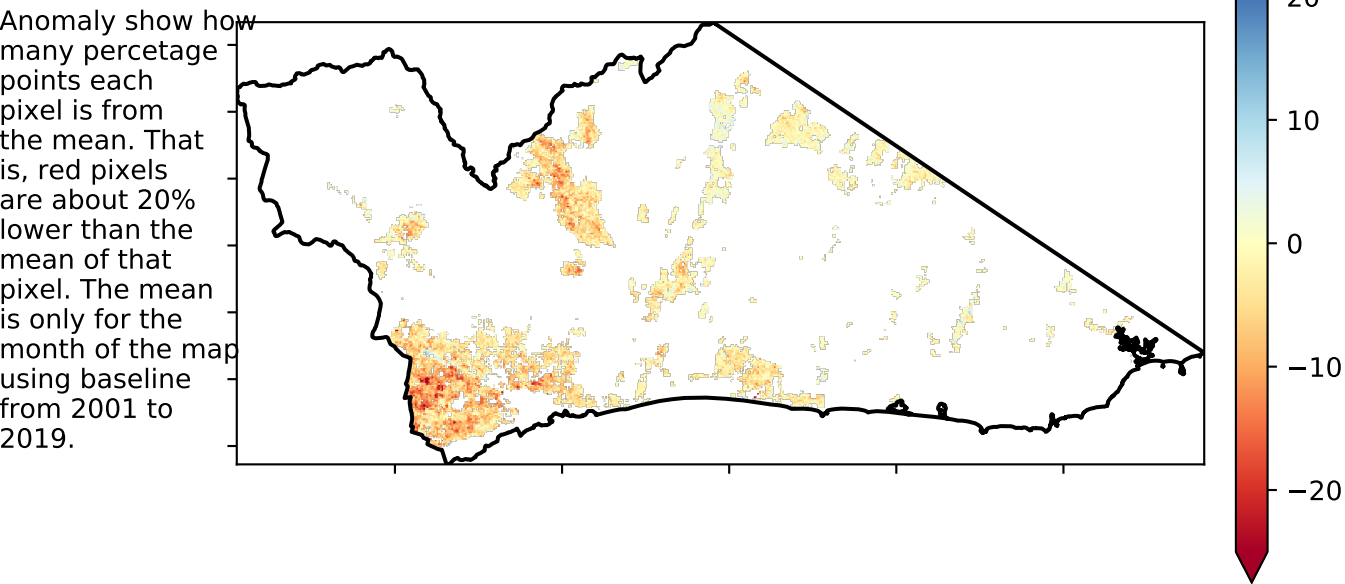 Anomaly show how
many percetage
points each
pixel is from
the mean. That
is, red pixels
are about 20%
lower than the
mean of that
pixel. The mean
is only for the
month of the map
using baseline
from 2001 to
2019.
20
10
0
−10
−20